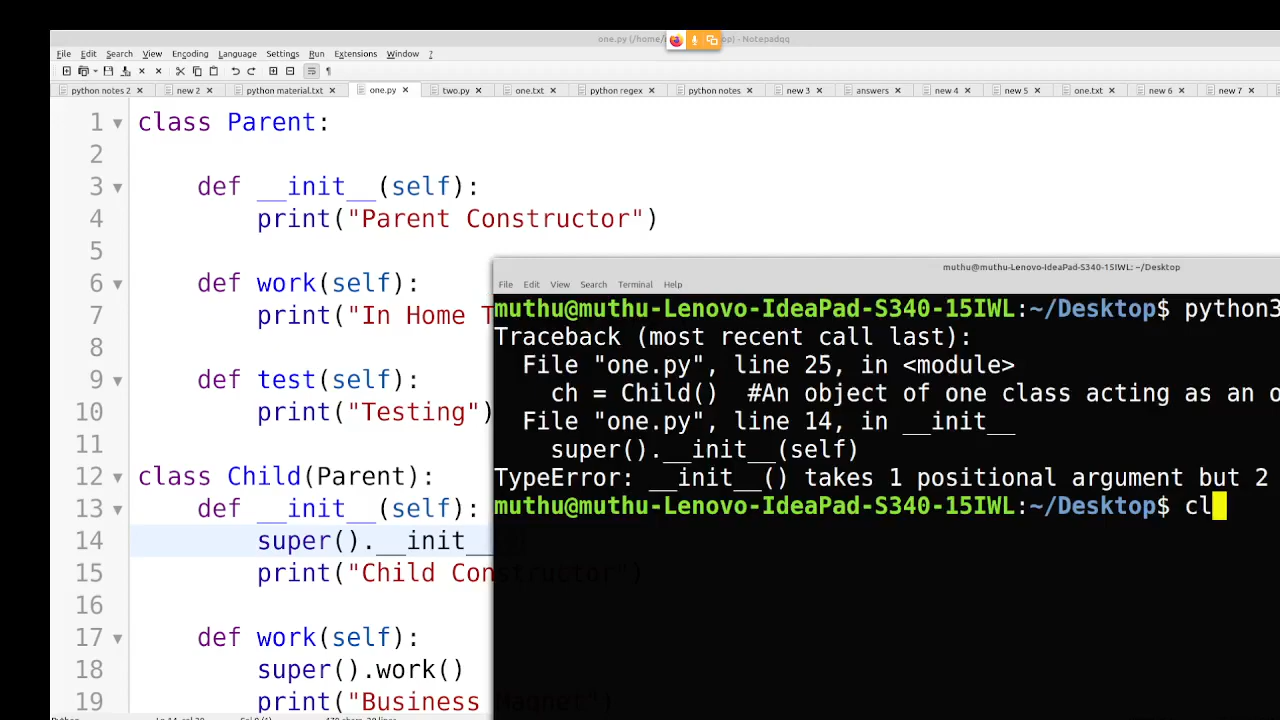 one.py (/home/ top) - Notepadqq
File Edit Search View Encoding Language Settings Run Extensions Window ?
python notes 2 new 2 python material.txt one.py two.py one.txt python regex python notes new 3 answers new 4 new 5 one.txt new 6 new 7
1 class Parent:
2
3 def __init__(self):
4 print("Parent Constructor")
5
6 def work(self):
7 print("In Home T
8
9 def test(self):
10 print("Testing")
11
12 class Child(Parent):
13 def __init__(self):
14 super().__init__
15 print("Child Constructor")
16
17 def work(self):
18 super().work()
19 print("Business Magnet")
muthu@muthu-Lenovo-IdeaPad-S340-15IWL: ~/Desktop
File Edit View Search Terminal Help
muthu@muthu-Lenovo-IdeaPad-S340-15IWL:~/Desktop$ python3
Traceback (most recent call last):
File "one.py", line 25, in <module>
ch = Child() #An object of one class acting as an o
File "one.py", line 14, in __init__
super().__init__(self)
TypeError: __init__() takes 1 positional argument but 2
muthu@muthu-Lenovo-IdeaPad-S340-15IWL:~/Desktop$ cl